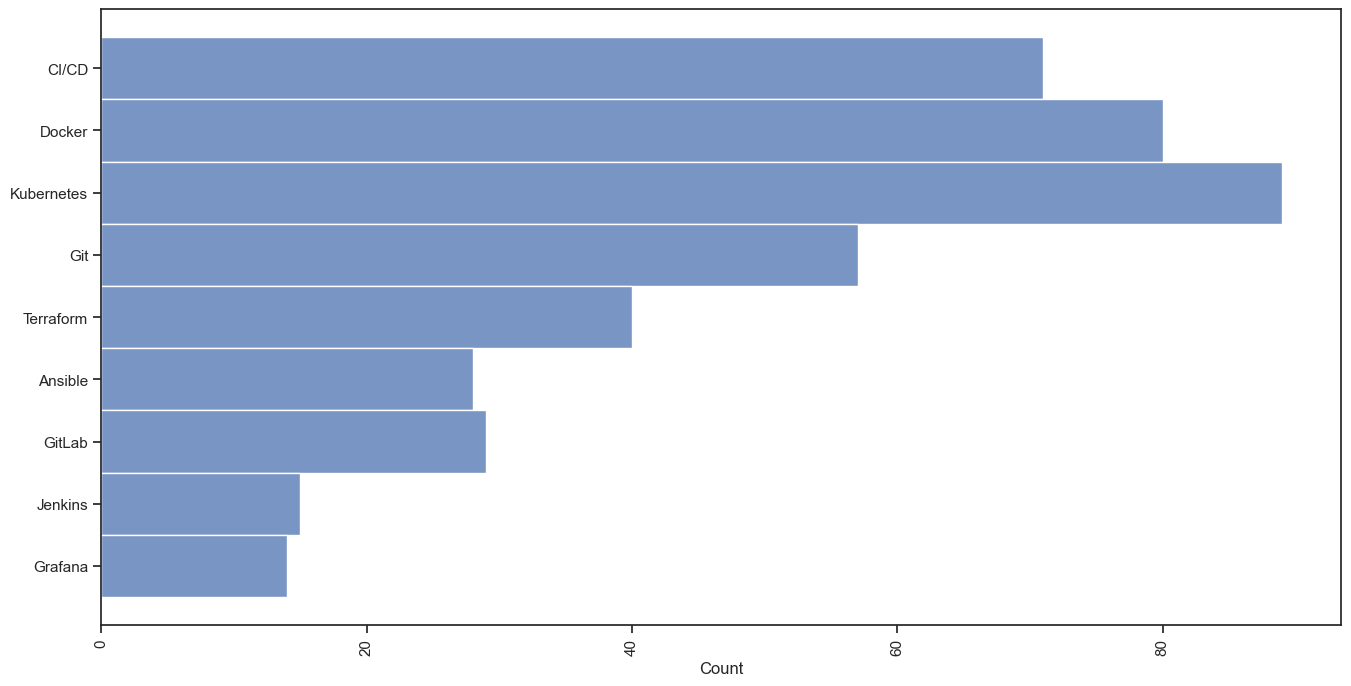 CI/CD
Docker
Kubernetes
Git
Terraform
Ansible
GitLab
Jenkins
Grafana
0 20 40 60 80
Count